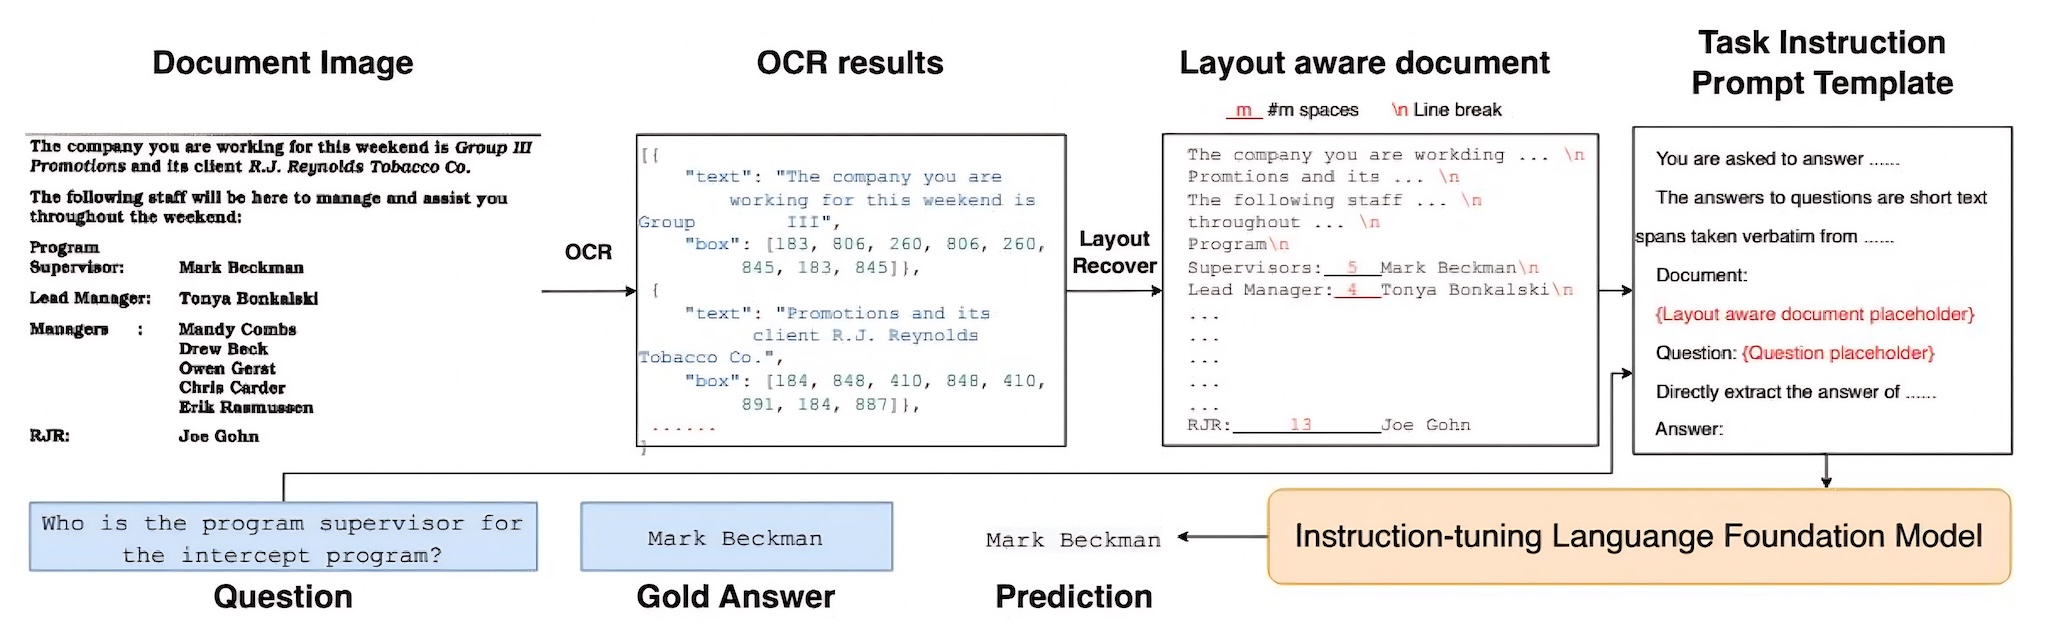 Document Image
The company you are working for this weekend is Group III
Promotions and its client R.J. Reynolds Tobacco Co.
The following staff will be here to manage and assist you
throughout the weekend:
Program
Supervisor: Mark Beckman
Lead Manager: Tonya Bonkalski
Managers : Mandy Combs
Drew Beck
Owen Gerst
Chris Carder
Erik Rasmussen
RJR: Joe Gohn
OCR
OCR results
[{
"text": "The company you are
working for this weekend is
Group III",
"box": [183, 806, 260, 806, 260,
845, 183, 845]},
{
"text": "Promotions and its
client R.J. Reynolds
Tobacco Co.",
"box": [184, 848, 410, 848, 410,
891, 184, 887]},
......
]
Layout
Recover
Layout aware document
m #m spaces \n Line break
The company you are workding ... \n
Promtions and its ... \n
The following staff ... \n
throughout ... \n
Program\n
Supervisors: 5 Mark Beckman\n
Lead Manager: 4 Tonya Bonkalski\n
...
...
...
...
...
RJR: 13 Joe Gohn
Task Instruction
Prompt Template
You are asked to answer ......
The answers to questions are short text
spans taken verbatim from ......
Document:
{Layout aware document placeholder}
Question: {Question placeholder}
Directly extract the answer of ......
Answer:
Who is the program supervisor for
the intercept program?
Question
Mark Beckman
Gold Answer
Mark Beckman
Prediction
Instruction-tuning Languange Foundation Model